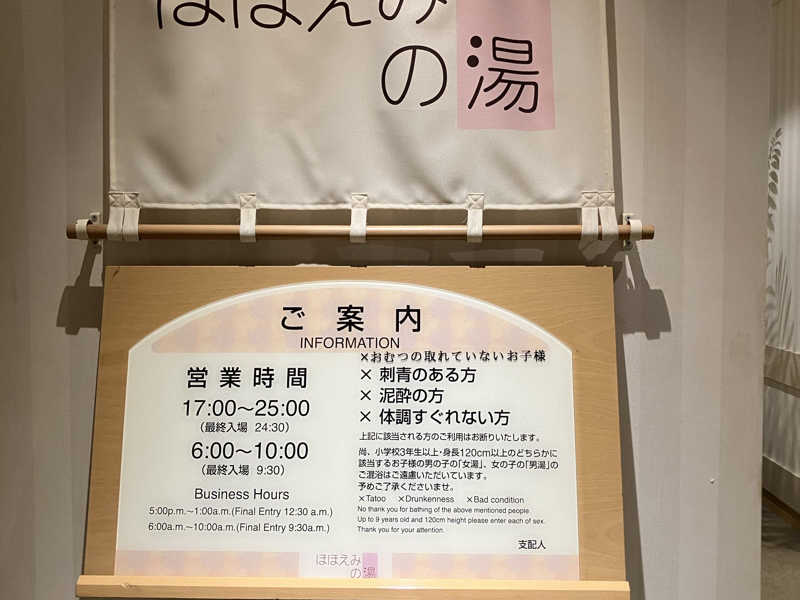 ほほえみ
の湯
ご案内
INFORMATION
営業時間
17:00〜25:00
(最終入場 24:30)
6:00〜10:00
(最終入場 9:30)
Business Hours
5:00p.m.〜1:00a.m.(Final Entry 12:30 a.m.)
6:00a.m.〜10:00a.m.(Final Entry 9:30a.m.)
×おむつの取れていないお子様
× 刺青のある方
× 泥酔の方
× 体調すぐれない方
上記に該当される方のご利用はお断りいたします。
尚、小学校3年生以上・身長120cm以上のどちらかに
該当するお子様の男の子の「女湯」、女の子の「男湯」の
ご混浴はご遠慮いただいています。
予めご了承くださいませ。
×Tatoo ×Drunkenness ×Bad condition
No thank you for bathing of the above mentioned people.
Up to 9 years old and 120cm height please enter each of sex.
Thank you for your attention.
支配人
ほほえみ
の湯